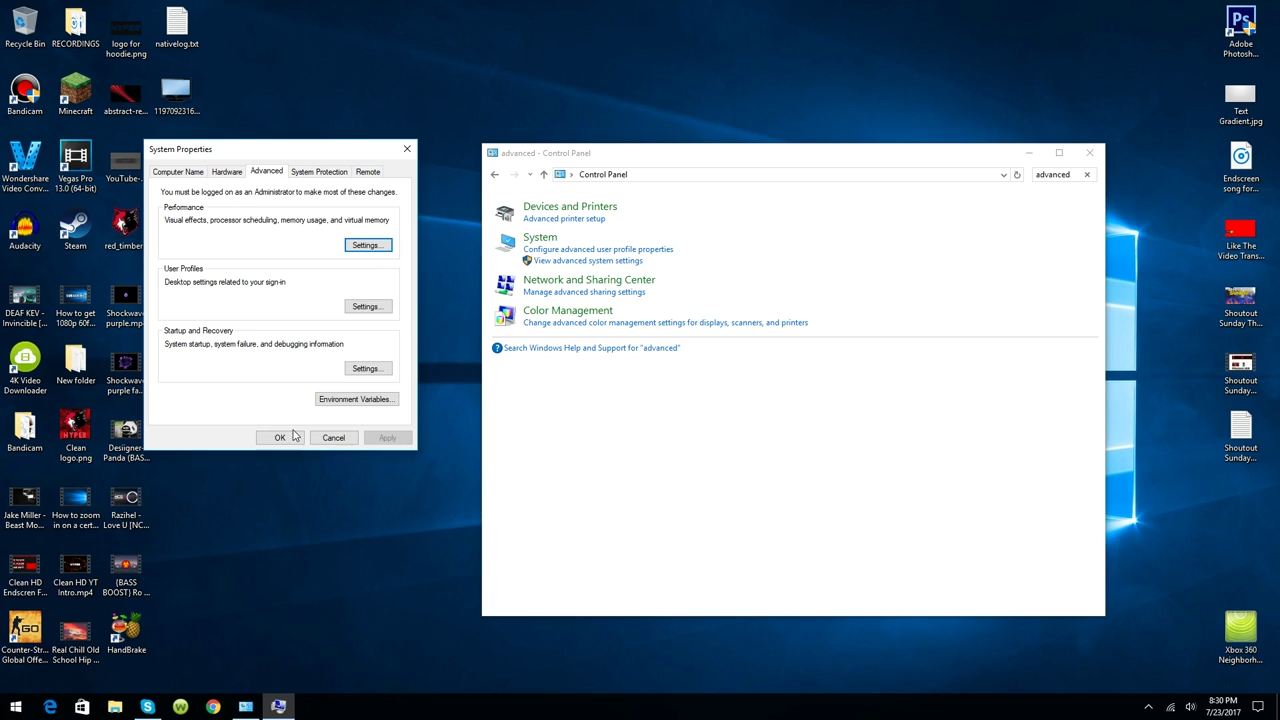 Recycle Bin
RECORDINGS
logo for
hoodie.png
nativelog.txt
Bandicam
Minecraft
abstract-re...
1197092316...
Wondershare
Video Conv...
Vegas Pro
13.0 (64-bit)
YouTube-...
Audacity
Steam
red_timber...
DEAF KEV -
Invincible [...
How to get
1080p 60f...
Shockwav...
purple.mp...
4K Video
Downloader
New folder
Shockwave
purple fa...
Bandicam
Clean
logo.png
Designer-
Panda (BAS...
Jake Miller -
Beast Mo...
How to zoom
in on a cert...
Razihel -
Love U [NC...
Clean HD
Endscren F...
Clean HD YT
Intro.mp4
(BASS
BOOST) Ro ...
Counter-Str...
Global Offe...
Real Chill Old
School Hip ...
HandBrake
System Properties
Computer Name
Hardware
Advanced
System Protection
Remote
You must be logged on as an Administrator to make most of these changes.
Performance
Visual effects, processor scheduling, memory usage, and virtual memory
Settings...
User Profiles
Desktop settings related to your sign-in
Settings...
Startup and Recovery
System startup, system failure, and debugging information
Settings...
Environment Variables...
OK
Cancel
Apply
advanced - Control Panel
Control Panel
advanced
Devices and Printers
Advanced printer setup
System
Configure advanced user profile properties
View advanced system settings
Network and Sharing Center
Manage advanced sharing settings
Color Management
Change advanced color management settings for displays, scanners, and printers
Search Windows Help and Support for "advanced"
Ps
Adobe
Photosh...
Text
Gradient.jpg
Endscreen
song for...
Like The
Video Trans...
Shoutout
Sunday Th...
Shoutout
Sunday...
Shoutout
Sunday...
Xbox 360
Neighborh...
8:30 PM
7/23/2017